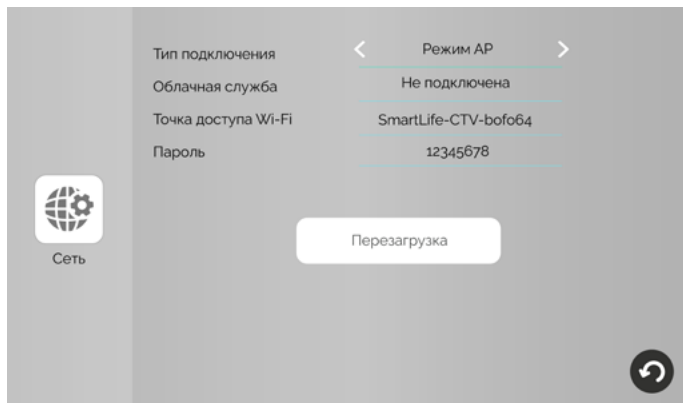 Тип подключения Режим AP
Облачная служба Не подключена
Точка доступа Wi-Fi SmartLife-CTV-bofo64
Пароль 12345678
Сеть
Перезагрузка